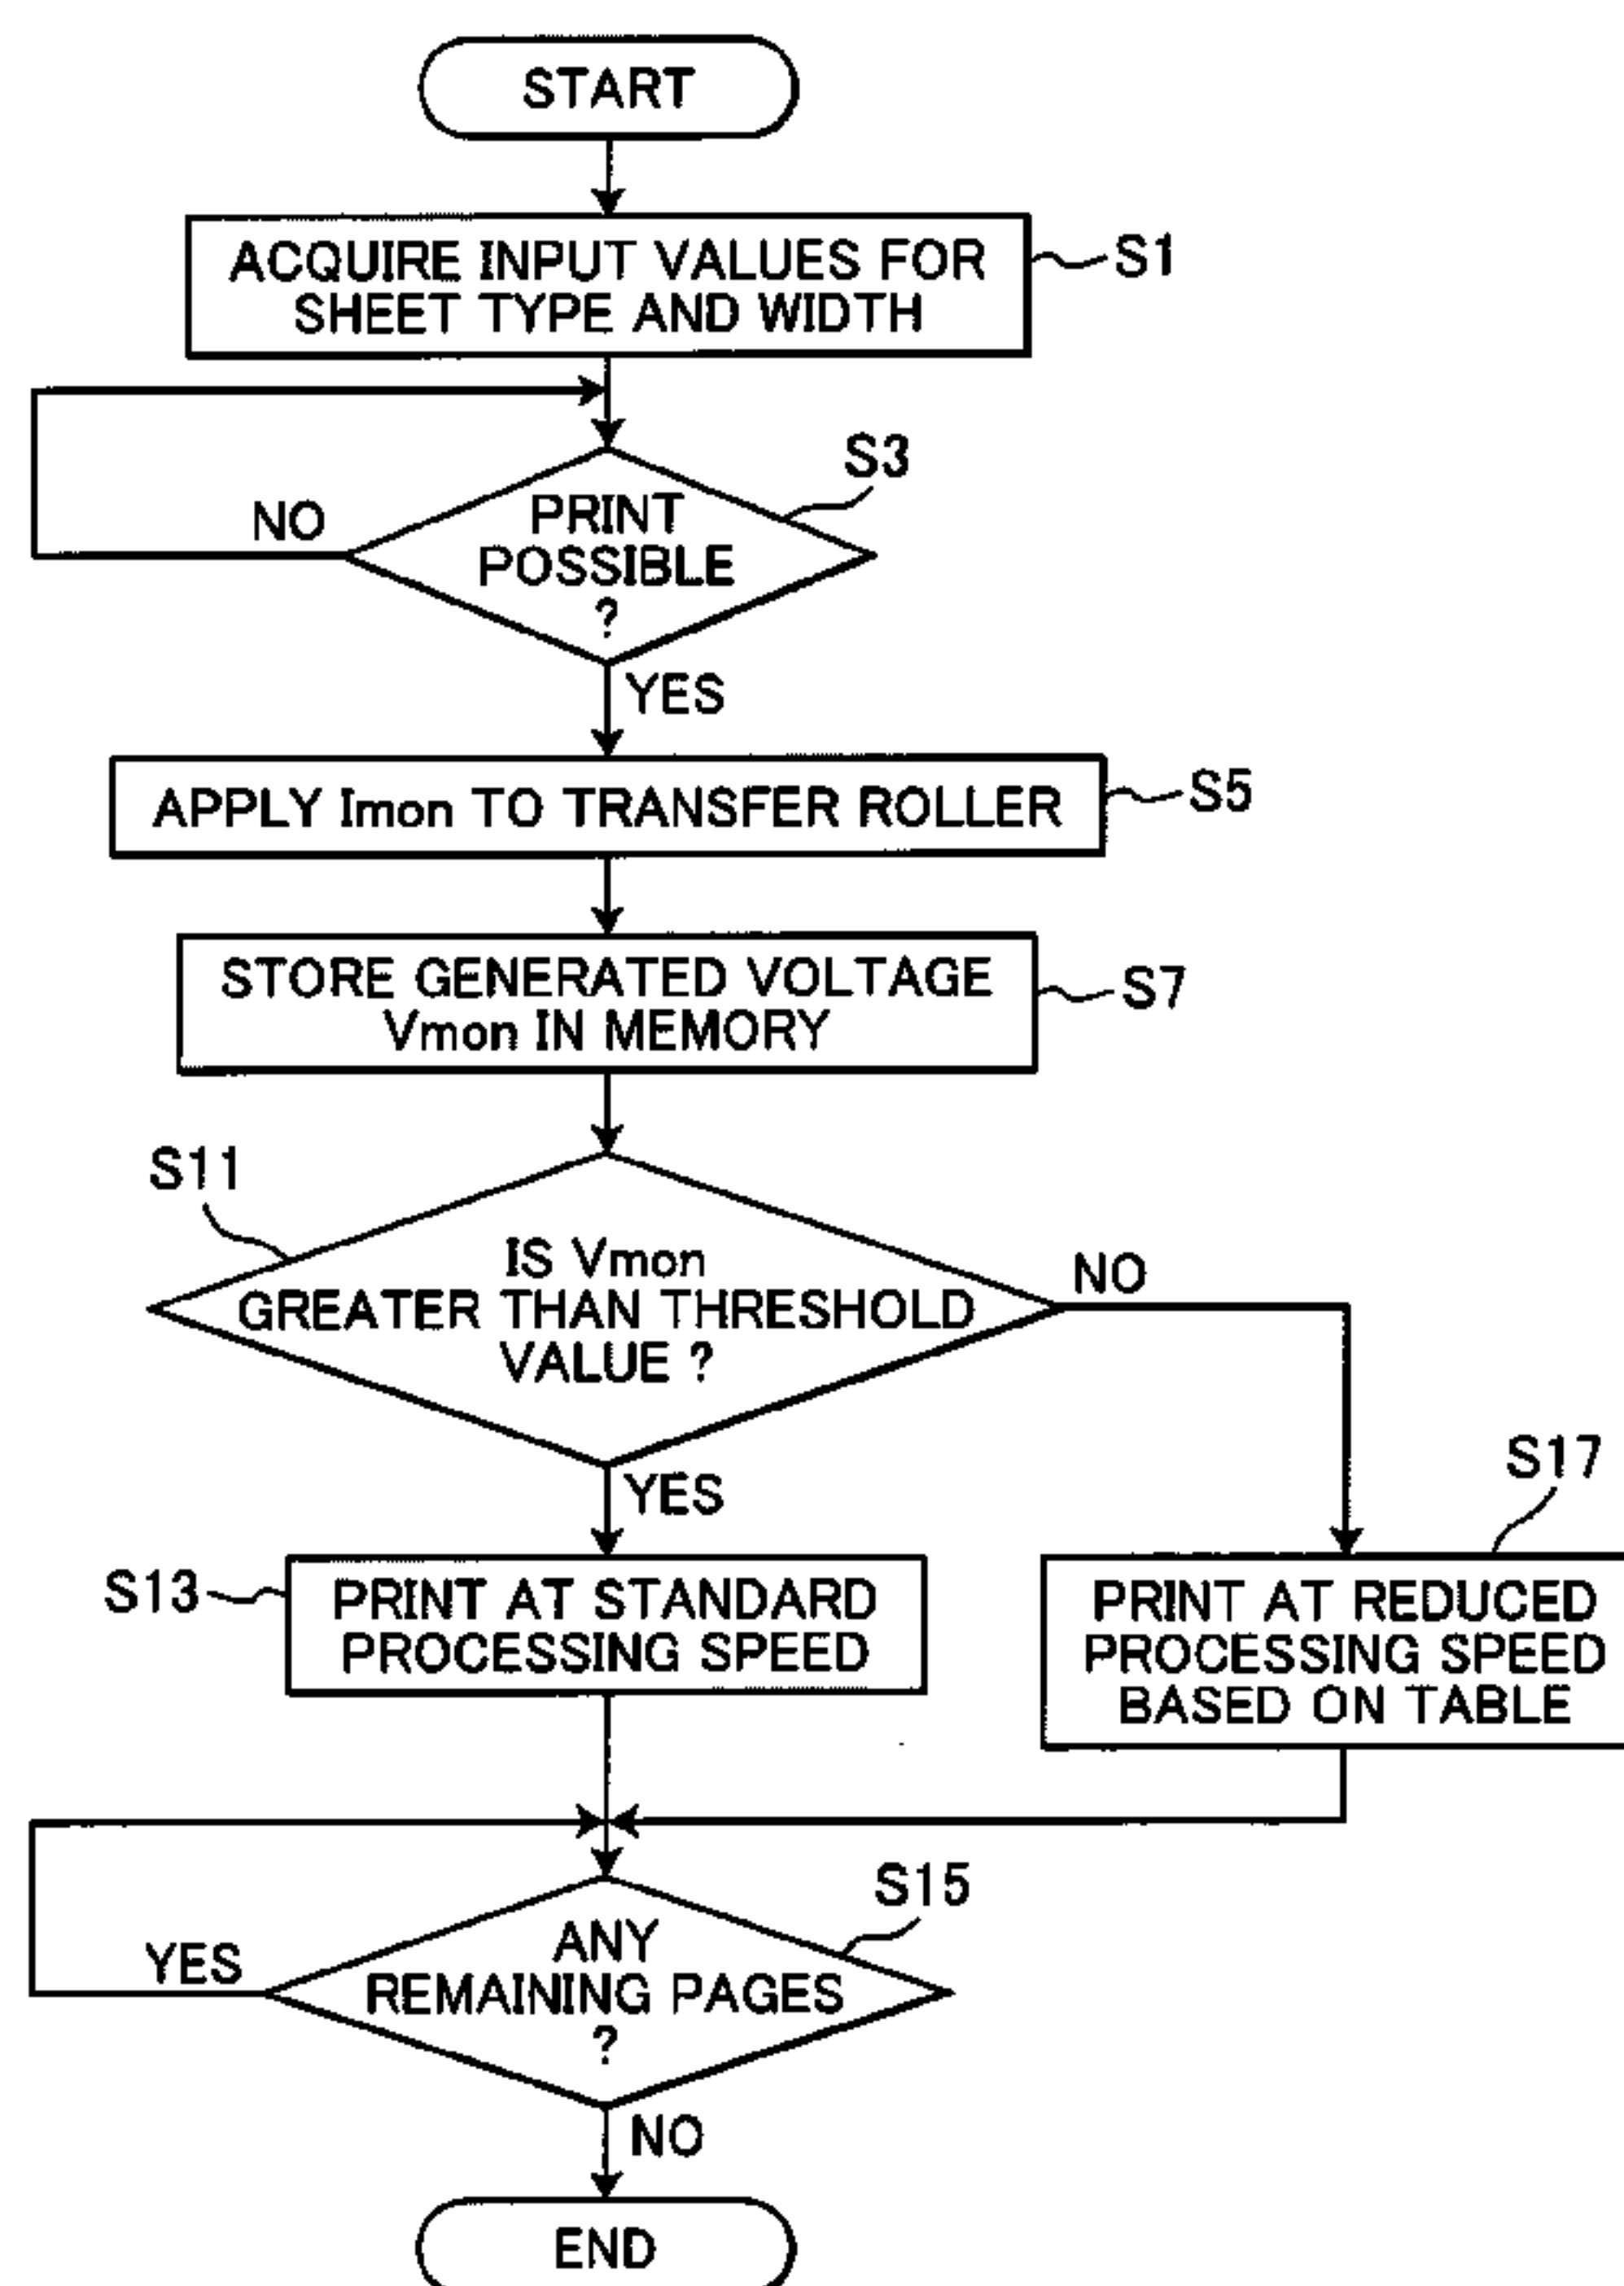 START
ACQUIRE INPUT VALUES FOR
SHEET TYPE AND WIDTH
S1
S3
PRINT
POSSIBLE
?
NO
YES
APPLY Imon TO TRANSFER ROLLER
S5
STORE GENERATED VOLTAGE
Vmon IN MEMORY
S7
S11
IS Vmon
GREATER THAN THRESHOLD
VALUE ?
NO
YES
S17
S13
PRINT AT STANDARD
PROCESSING SPEED
PRINT AT REDUCED
PROCESSING SPEED
BASED ON TABLE
S15
ANY
REMAINING PAGES
?
YES
NO
END